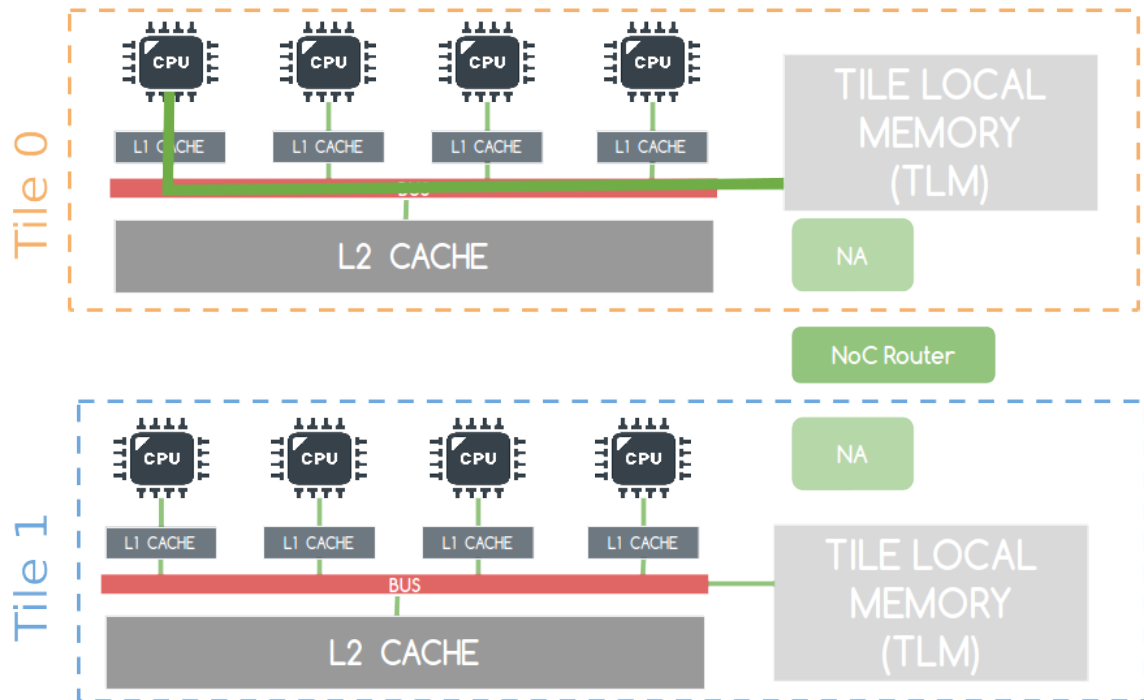 Tile 0
CPU CPU CPU CPU
L1 CACHE L1 CACHE L1 CACHE L1 CACHE
TILE LOCAL
MEMORY
(TLM)
BUS
L2 CACHE
NA
NoC Router
Tile 1
CPU CPU CPU CPU
NA
L1 CACHE L1 CACHE L1 CACHE L1 CACHE
BUS
TILE LOCAL
MEMORY
(TLM)
L2 CACHE